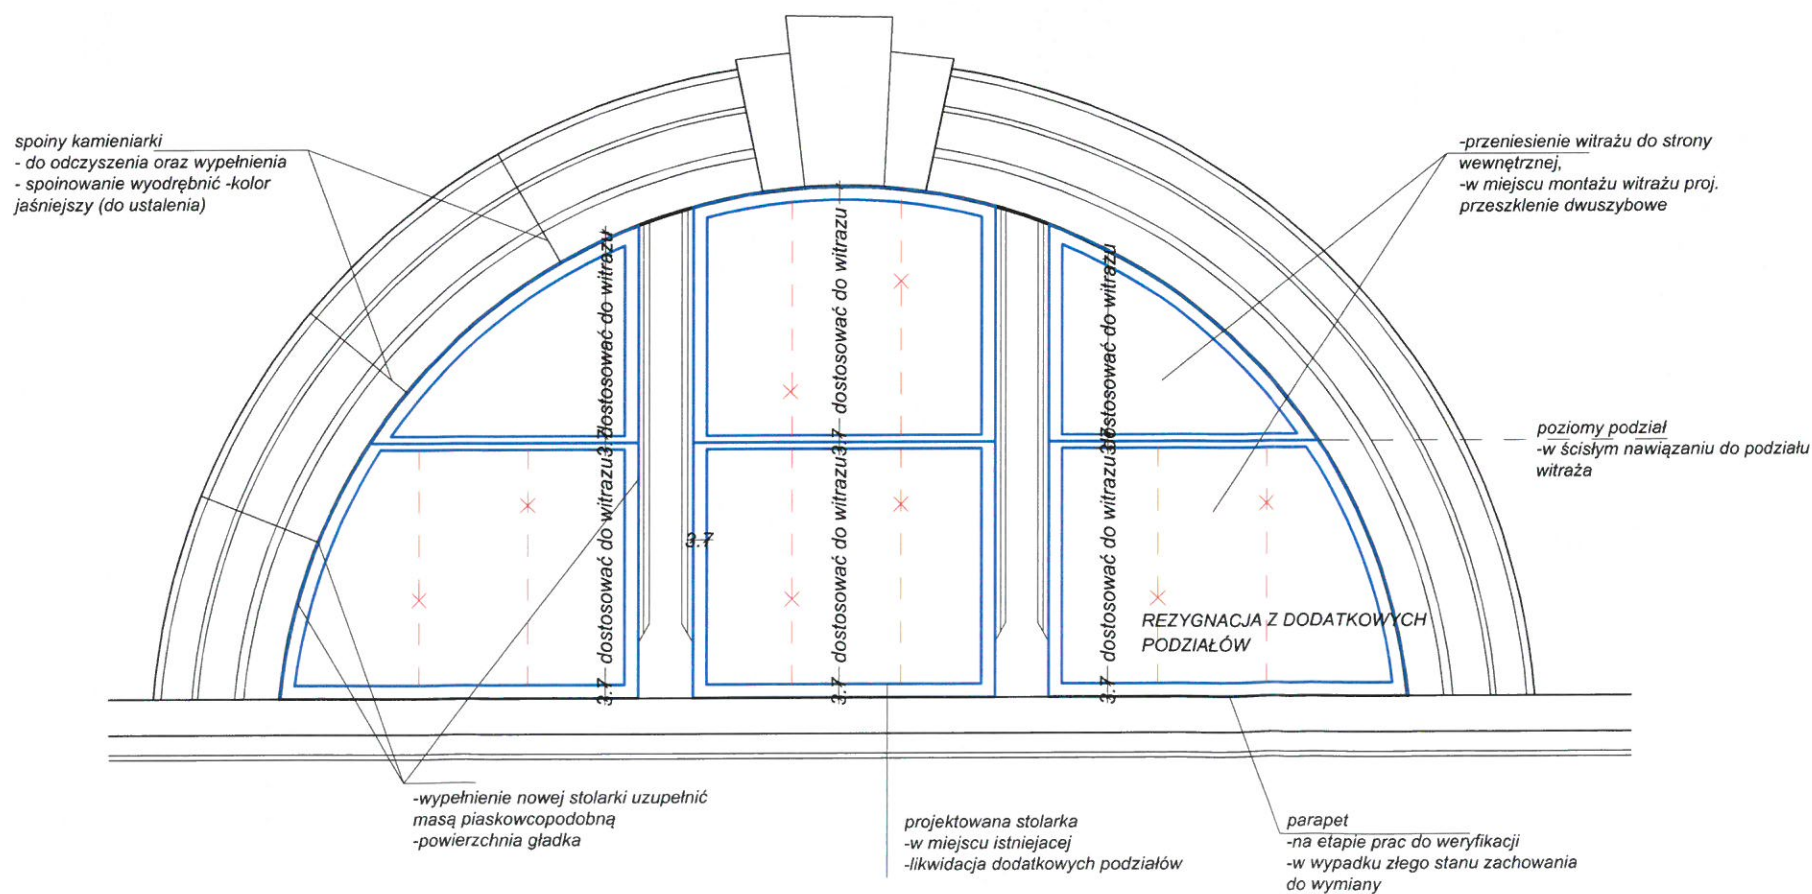 spoiny kamieniarki
- do odczyszenia oraz wypełnienia
- spoinowanie wyodrębnić -kolor
jaśniejszy (do ustalenia)
-przeniesienie witrażu do strony
wewnętrznej,
-w miejscu montażu witrażu proj.
przeszklenie dwuszybowe
poziomy podział
-w ścisłym nawiązaniu do podziału
witraża
3.7 dostosować do witrazu 3.7 dostosować do witrazu
3.7
3.7 dostosować do witrazu 3.7 dostosować do witrazu
3.7 dostosować do witrazu 3.7 dostosować do witrazu
REZYGNACJA Z DODATKOWYCH
PODZIAŁÓW
-wypełnienie nowej stolarki uzupełnić
masą piaskowcopodobną
-powierzchnia gładka
projektowana stolarka
-w miejscu istniejacej
-likwidacja dodatkowych podziałów
parapet
-na etapie prac do weryfikacji
-w wypadku złego stanu zachowania
do wymiany